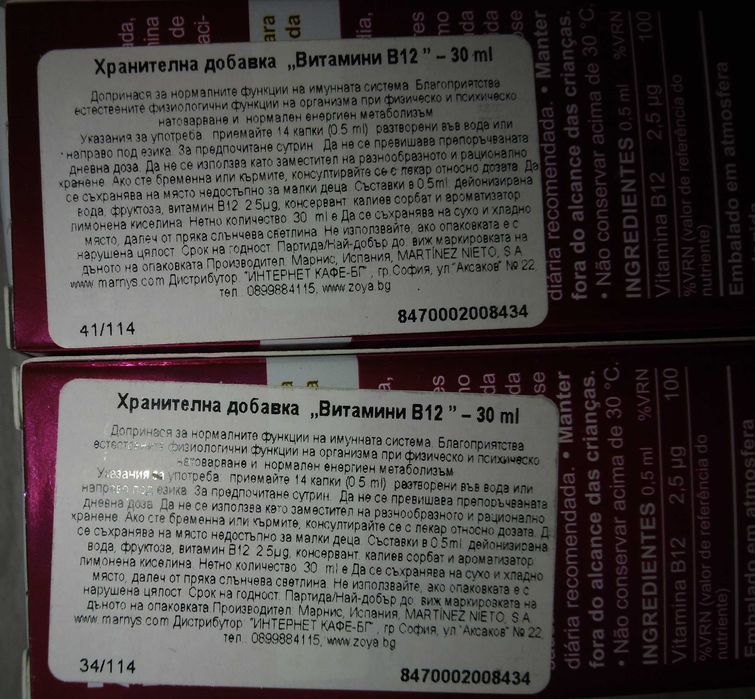 Хранителна добавка „Витамини B12 ” – 30 ml
Допринася за нормалните функции на имунната система. Благоприятства
естествените физиологични функции на организма при физическо и психическо
натоварване и нормален енергиен метаболизъм
Указания за употреба: приемайте 14 капки (0.5 ml) разтворени във вода или
направо под езика. За предпочитане сутрин. Да не се превишава препоръчваната
дневна доза. Да не се използва като заместител на разнообразното и рационално
хранене. Ако сте бременна или кърмите, консултирайте се с лекар относно дозата. Да
се съхранява на място недостъпно за малки деца. Съставки в 0.5ml: дейонизирана
вода, фруктоза, витамин B12 2.5µg, консервант: калиев сорбат и ароматизатор
лимонена киселина. Нетно количество: 30 ml e Да се съхранява на сухо и хладно
място, далеч от пряка слънчева светлина. Не използвайте, ако опаковката е с
нарушена цялост. Срок на годност: Партида/Най-добър до: виж маркировката на
дъното на опаковката.Производител: Марнис, Испания, MARTÍNEZ NIETO, S.A.
www.marnys.com Дистрибутор: "ИНТЕРНЕТ КАФЕ-БГ" , гр.София, ул."Аксаков" № 22,
тел.: 0899884115, www.zoya.bg
41/114
8470002008434
diária recomendada. • Manter
fora do alcance das crianças.
• Não conservar acima de 30 °C.
INGREDIENTES 0,5 ml %VRN
Vitamina B12 2,5 µg 100
%VRN (valor de referência do
nutriente)
Embalado em atmosfera
Хранителна добавка „Витамини B12 ” – 30 ml
Допринася за нормалните функции на имунната система. Благоприятства
естествените физиологични функции на организма при физическо и психическо
натоварване и нормален енергиен метаболизъм
Указания за употреба: приемайте 14 капки (0.5 ml) разтворени във вода или
направо под езика. За предпочитане сутрин. Да не се превишава препоръчваната
дневна доза. Да не се използва като заместител на разнообразното и рационално
хранене. Ако сте бременна или кърмите, консултирайте се с лекар относно дозата. Д
се съхранява на място недостъпно за малки деца. Съставки в 0.5ml: дейонизирана
вода, фруктоза, витамин B12 2.5µg, консервант: калиев сорбат и ароматизатор
лимонена киселина. Нетно количество: 30 ml e Да се съхранява на сухо и хладно
място, далеч от пряка слънчева светлина. Не използвайте, ако опаковката е с
нарушена цялост. Срок на годност: Партида/Най-добър до: виж маркировката на
дъното на опаковката.Производител: Марнис, Испания, MARTÍNEZ NIETO, S.A.
www.marnys.com Дистрибутор: "ИНТЕРНЕТ КАФЕ-БГ" , гр.София, ул."Аксаков" № 22,
тел.: 0899884115, www.zoya.bg
34/114
8470002008434
diária recomendada. • Manter
fora do alcance das crianças.
• Não conservar acima de 30 °C.
INGREDIENTES 0,5 ml %VRN
Vitamina B12 2,5 µg 100
%VRN (valor de referência do
nutriente)
Embalado em atmosfera